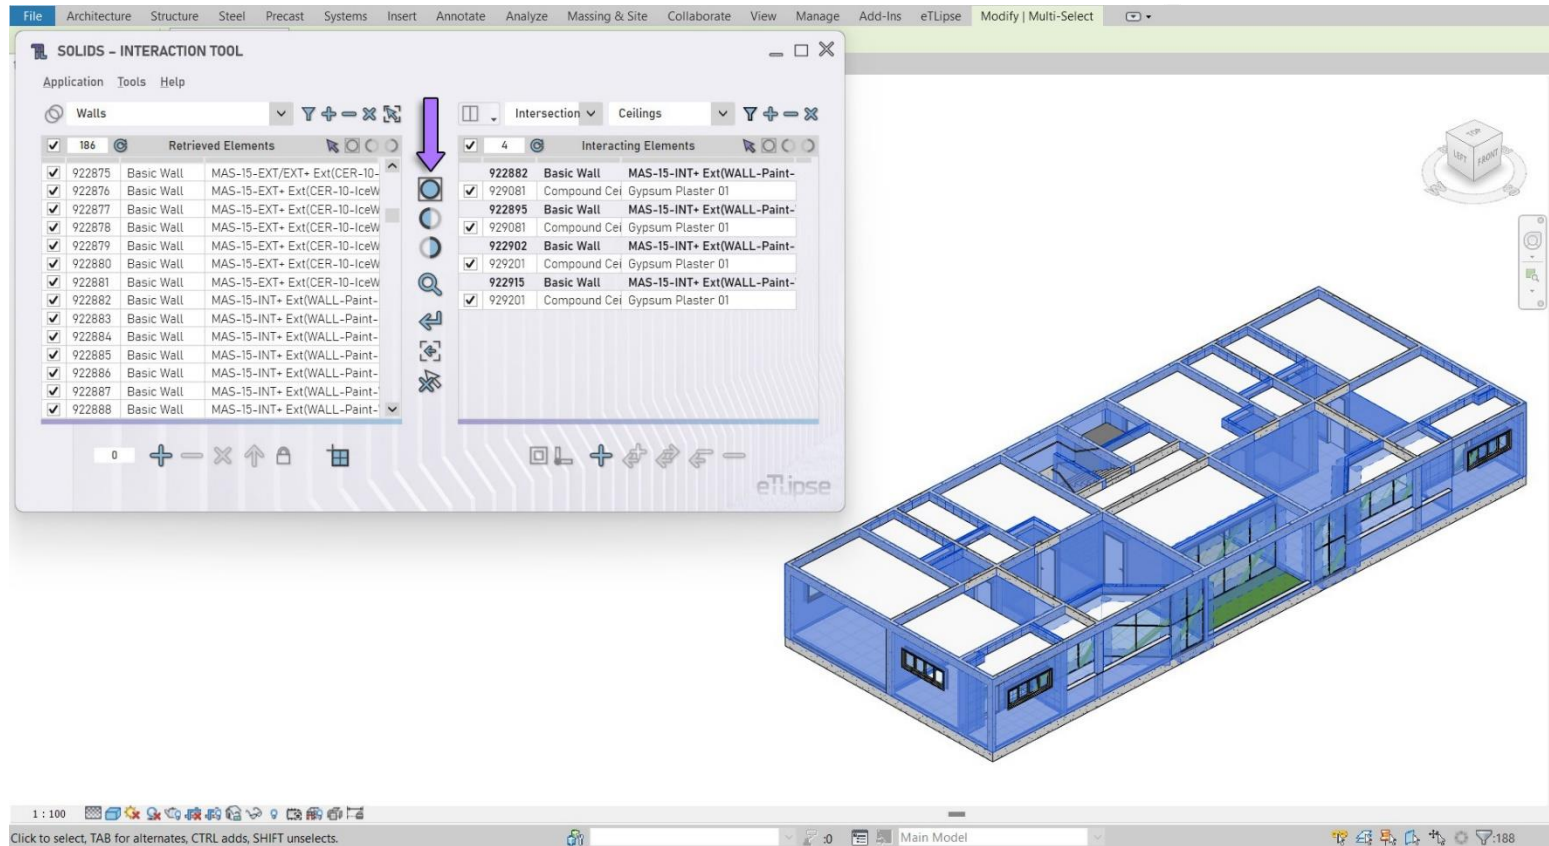 File Architecture Structure Steel Precast Systems Insert Annotate Analyze Massing & Site Collaborate View Manage Add-Ins eTLipse Modify | Multi-Select
SOLIDS – INTERACTION TOOL
Application Tools Help
Walls
Intersection Ceilings
186 Retrieved Elements
4 Interacting Elements
922875 Basic Wall MAS-15-EXT/EXT+ Ext(CER-10-
922876 Basic Wall MAS-15-EXT+ Ext(CER-10-IceW
922877 Basic Wall MAS-15-EXT+ Ext(CER-10-IceW
922878 Basic Wall MAS-15-EXT+ Ext(CER-10-IceW
922879 Basic Wall MAS-15-EXT+ Ext(CER-10-IceW
922880 Basic Wall MAS-15-EXT+ Ext(CER-10-IceW
922881 Basic Wall MAS-15-EXT+ Ext(CER-10-IceW
922882 Basic Wall MAS-15-INT+ Ext(WALL-Paint-
922883 Basic Wall MAS-15-INT+ Ext(WALL-Paint-
922884 Basic Wall MAS-15-INT+ Ext(WALL-Paint-
922885 Basic Wall MAS-15-INT+ Ext(WALL-Paint-
922886 Basic Wall MAS-15-INT+ Ext(WALL-Paint-
922887 Basic Wall MAS-15-INT+ Ext(WALL-Paint-
922888 Basic Wall MAS-15-INT+ Ext(WALL-Paint-
922882 Basic Wall MAS-15-INT+ Ext(WALL-Paint-
929081 Compound Cei Gypsum Plaster 01
922895 Basic Wall MAS-15-INT+ Ext(WALL-Paint-
929081 Compound Cei Gypsum Plaster 01
922902 Basic Wall MAS-15-INT+ Ext(WALL-Paint-
929201 Compound Cei Gypsum Plaster 01
922915 Basic Wall MAS-15-INT+ Ext(WALL-Paint-
929201 Compound Cei Gypsum Plaster 01
0
eTLipse
TOP
LEFT FRONT
1 : 100
Click to select, TAB for alternates, CTRL adds, SHIFT unselects.
:0 Main Model :188